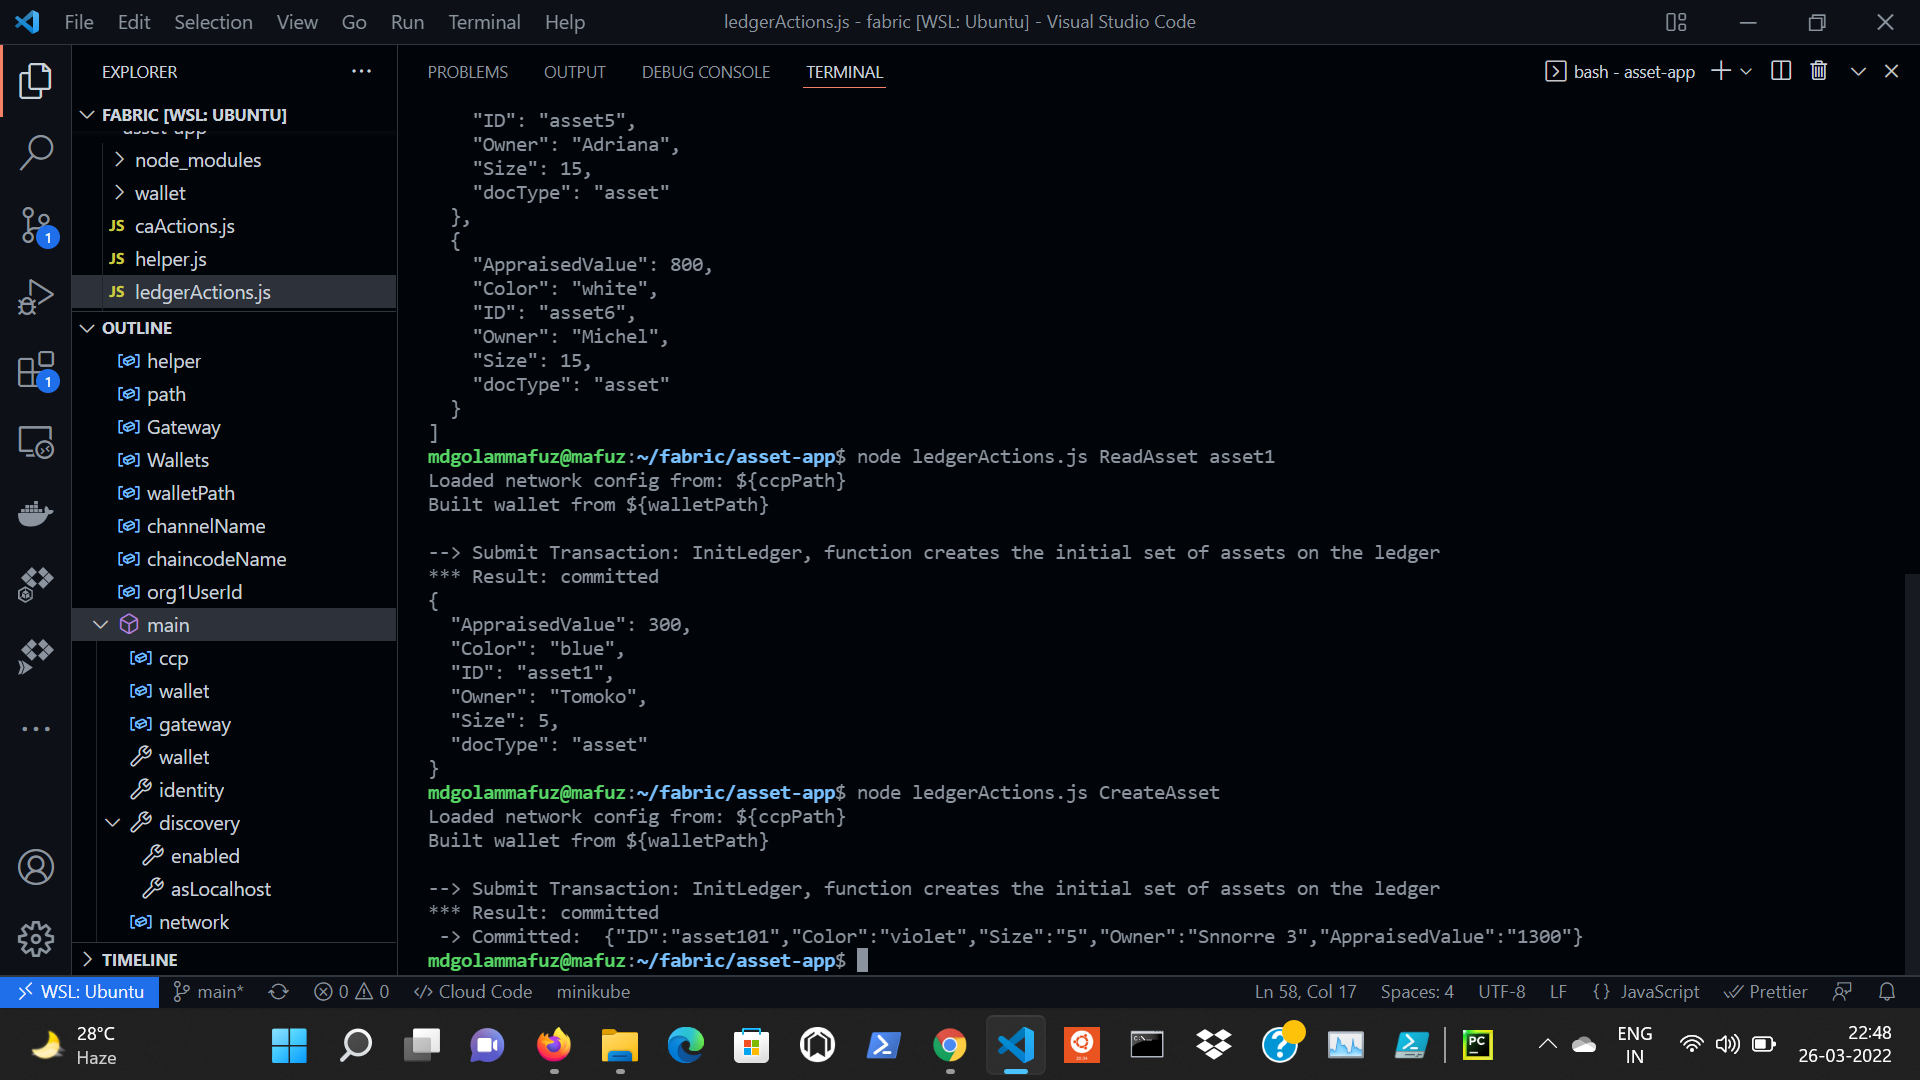 File Edit Selection View Go Run Terminal Help
ledgerActions.js - fabric [WSL: Ubuntu] - Visual Studio Code
EXPLORER
FABRIC [WSL: UBUNTU]
asset-app
node_modules
wallet
JS caActions.js
JS helper.js
JS ledgerActions.js
OUTLINE
helper
path
Gateway
Wallets
walletPath
channelName
chaincodeName
org1UserId
main
ccp
wallet
gateway
wallet
identity
discovery
enabled
asLocalhost
network
TIMELINE
1
1
PROBLEMS OUTPUT DEBUG CONSOLE TERMINAL
bash - asset-app
"ID": "asset5",
"Owner": "Adriana",
"Size": 15,
"docType": "asset"
},
{
"AppraisedValue": 800,
"Color": "white",
"ID": "asset6",
"Owner": "Michel",
"Size": 15,
"docType": "asset"
}
]
mdgolammafuz@mafuz:~/fabric/asset-app$ node ledgerActions.js ReadAsset asset1
Loaded network config from: ${ccpPath}
Built wallet from ${walletPath}
--> Submit Transaction: InitLedger, function creates the initial set of assets on the ledger
*** Result: committed
{
"AppraisedValue": 300,
"Color": "blue",
"ID": "asset1",
"Owner": "Tomoko",
"Size": 5,
"docType": "asset"
}
mdgolammafuz@mafuz:~/fabric/asset-app$ node ledgerActions.js CreateAsset
Loaded network config from: ${ccpPath}
Built wallet from ${walletPath}
--> Submit Transaction: InitLedger, function creates the initial set of assets on the ledger
*** Result: committed
-> Committed: {"ID":"asset101","Color":"violet","Size":"5","Owner":"Snnorre 3","AppraisedValue":"1300"}
mdgolammafuz@mafuz:~/fabric/asset-app$
WSL: Ubuntu main* 0 0 Cloud Code minikube
Ln 58, Col 17 Spaces: 4 UTF-8 LF {} JavaScript Prettier
28°C
Haze
PC
ENG
IN
22:48
26-03-2022